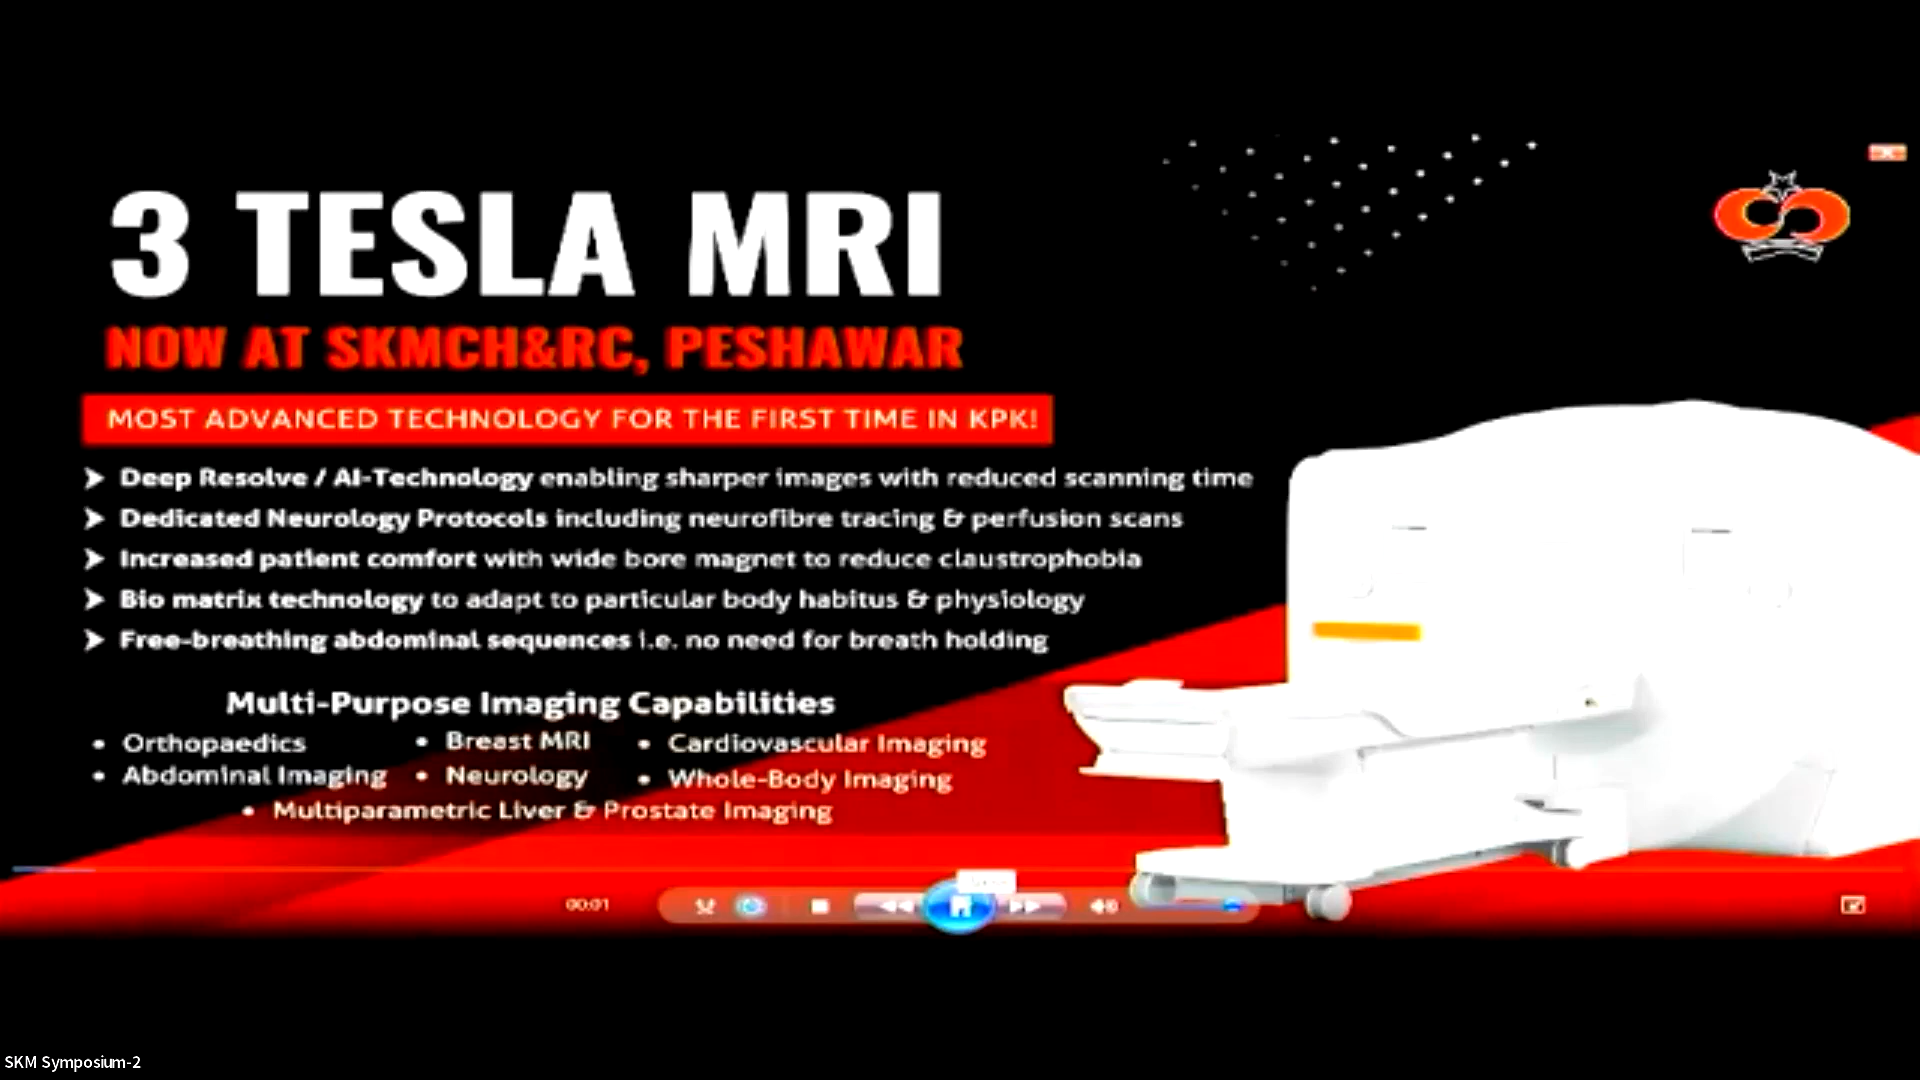 3 TESLA MRI
NOW AT SKMCH&RC, PESHAWAR
MOST ADVANCED TECHNOLOGY FOR THE FIRST TIME IN KPK!
➤ Deep Resolve / AI-Technology enabling sharper images with reduced scanning time
➤ Dedicated Neurology Protocols including neurofibre tracing & perfusion scans
➤ Increased patient comfort with wide bore magnet to reduce claustrophobia
➤ Bio matrix technology to adapt to particular body habitus & physiology
➤ Free-breathing abdominal sequences i.e. no need for breath holding
Multi-Purpose Imaging Capabilities
• Orthopaedics • Breast MRI • Cardiovascular Imaging
• Abdominal Imaging • Neurology • Whole-Body Imaging
• Multiparametric Liver & Prostate Imaging
00:01
SKM Symposium-2